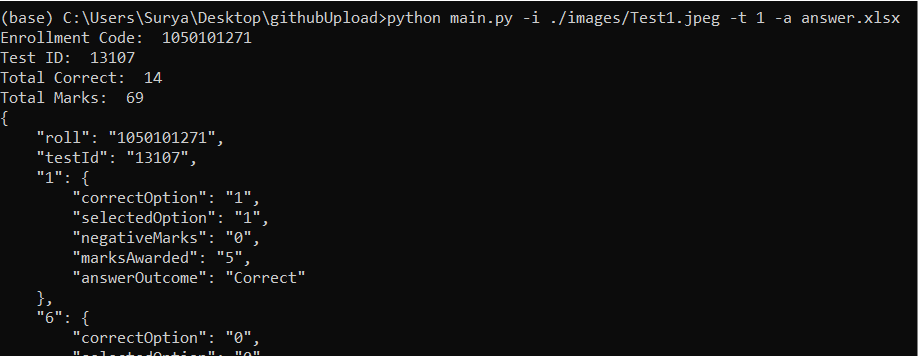 (base) C:\Users\Surya\Desktop\githubUpload>python main.py -i ./images/Test1.jpeg -t 1 -a answer.xlsx
Enrollment Code:  1050101271
Test ID:  13107
Total Correct:  14
Total Marks:  69
{
    "roll": "1050101271",
    "testId": "13107",
    "1": {
        "correctOption": "1",
        "selectedOption": "1",
        "negativeMarks": "0",
        "marksAwarded": "5",
        "answerOutcome": "Correct"
    },
    "6": {
        "correctOption": "0",
        "selectedOption": "0"